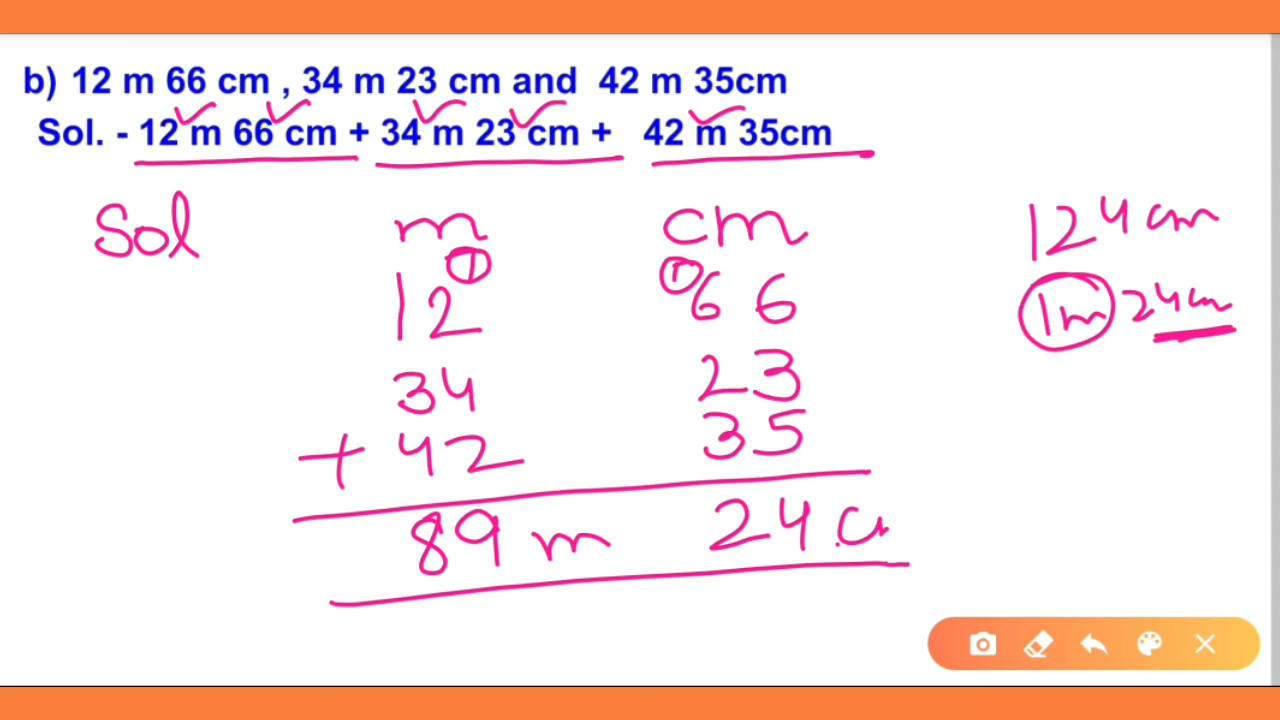 b) 12 m 66 cm , 34 m 23 cm and 42 m 35cm
Sol. - 12 m 66 cm + 34 m 23 cm + 42 m 35cm
Sol m cm 124 cm
1 1
12 66 1m 24cm
34 23
+ 42 35
89 m 24 c